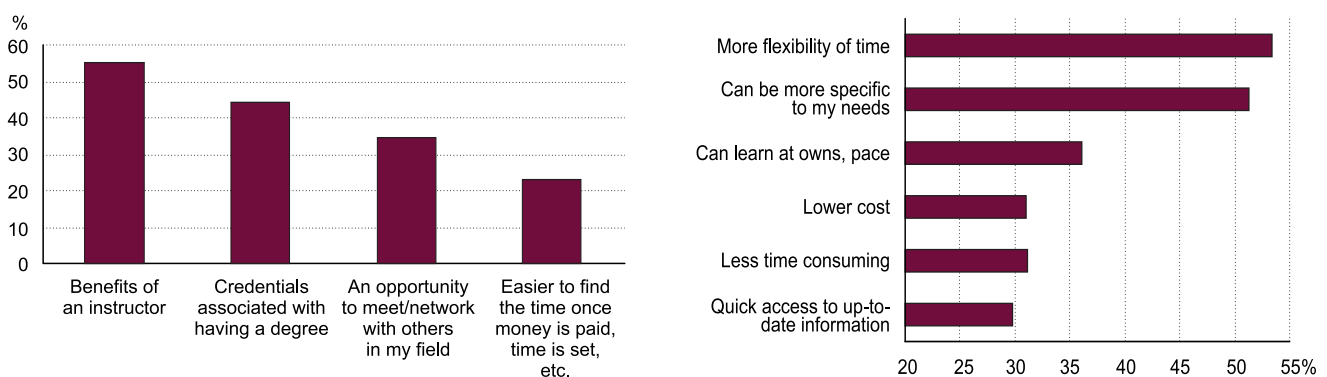 %
60
50
40
30
20
10
0
Benefits of
an instructor
Credentials
associated with
having a degree
An opportunity
to meet/network
with others
in my field
Easier to find
the time once
money is paid,
time is set,
etc.
More flexibility of time
Can be more specific
to my needs
Can learn at owns, pace
Lower cost
Less time consuming
Quick access to up-to-
date information
20 25 30 35 40 45 50 55%